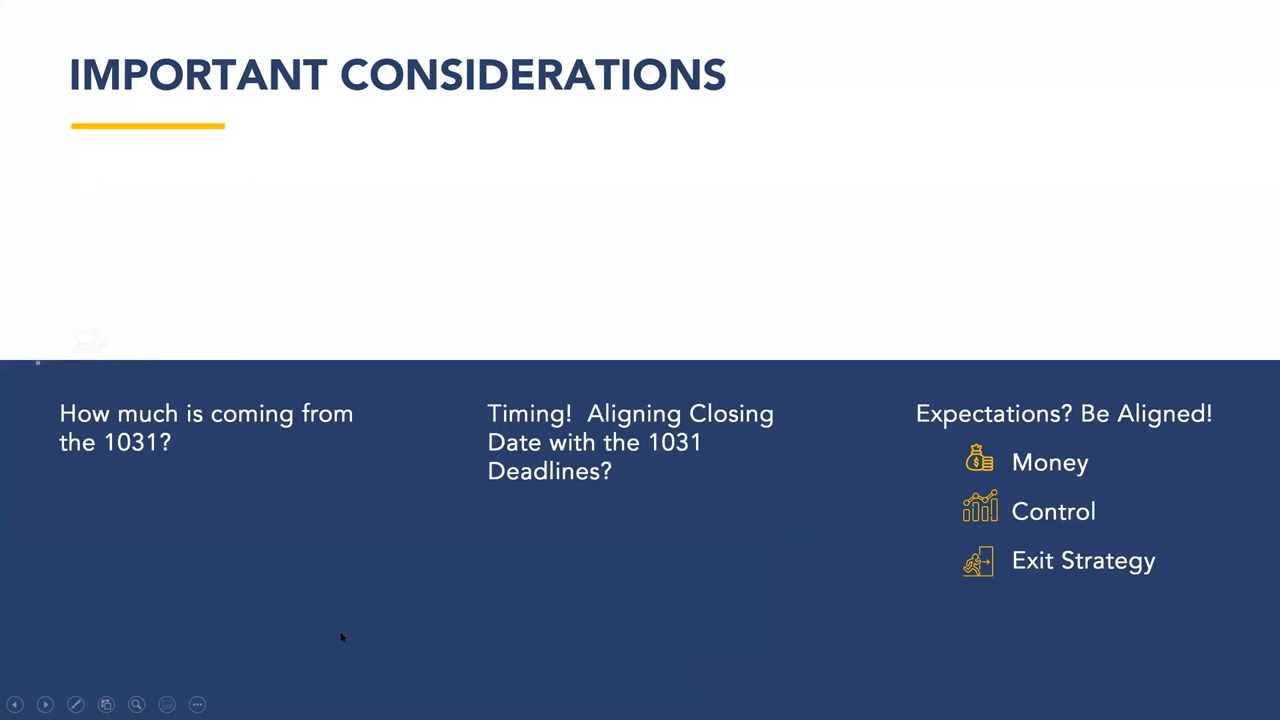 IMPORTANT CONSIDERATIONS
How much is coming from
the 1031?
Timing!  Aligning Closing
Date with the 1031
Deadlines?
Expectations? Be Aligned!
Money
Control
Exit Strategy